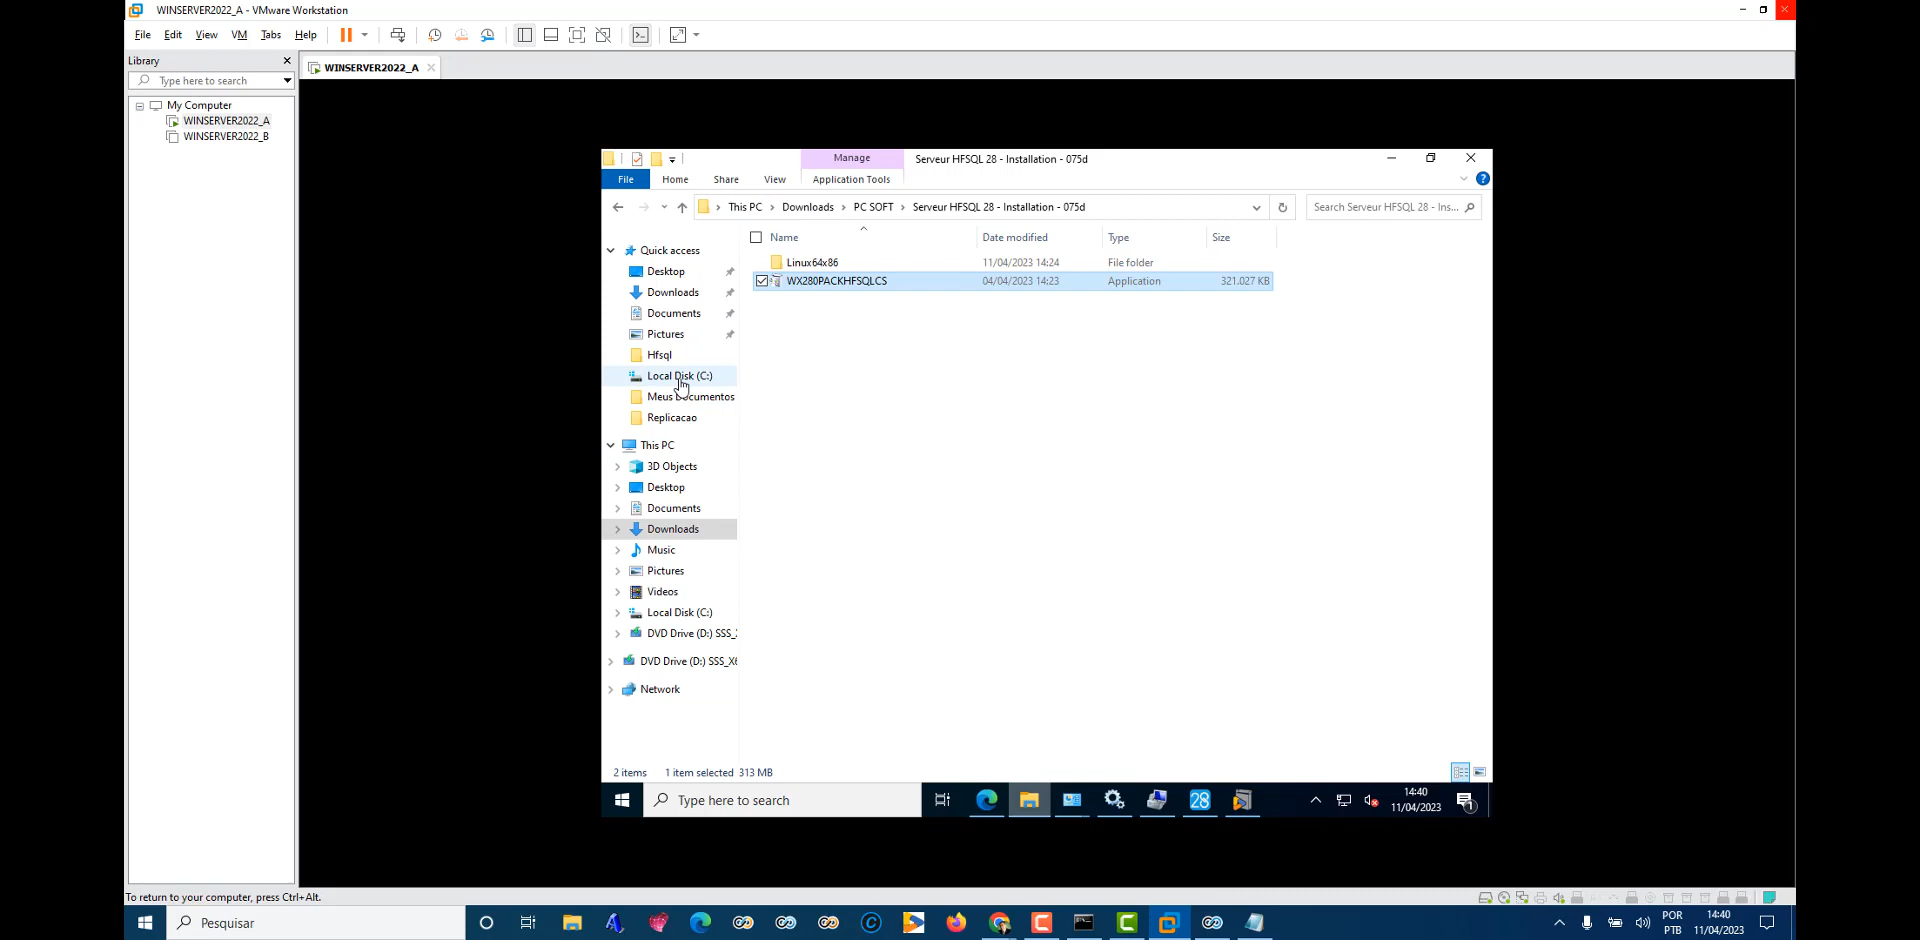 WINSERVER2022_A - VMware Workstation
File Edit View VM Tabs Help
Library
WINSERVER2022_A
Type here to search
My Computer
WINSERVER2022_A
WINSERVER2022_B
Manage
Serveur HFSQL 28 - Installation - 075d
File Home Share View Application Tools
This PC Downloads PC SOFT Serveur HFSQL 28 - Installation - 075d
Search Serveur HFSQL 28 - Ins...
Name Date modified Type Size
Linux64x86 11/04/2023 14:24 File folder
WX280PACKHFSQLCS 04/04/2023 14:23 Application 321.027 KB
Quick access
Desktop
Downloads
Documents
Pictures
Hfsql
Local Disk (C:)
Meus Documentos
Replicacao
This PC
3D Objects
Desktop
Documents
Downloads
Music
Pictures
Videos
Local Disk (C:)
DVD Drive (D:) SSS_
DVD Drive (D:) SSS_X6
Network
2 items 1 item selected 313 MB
Type here to search
28
14:40
11/04/2023
1
To return to your computer, press Ctrl+Alt.
Pesquisar
POR
PTB
14:40
11/04/2023